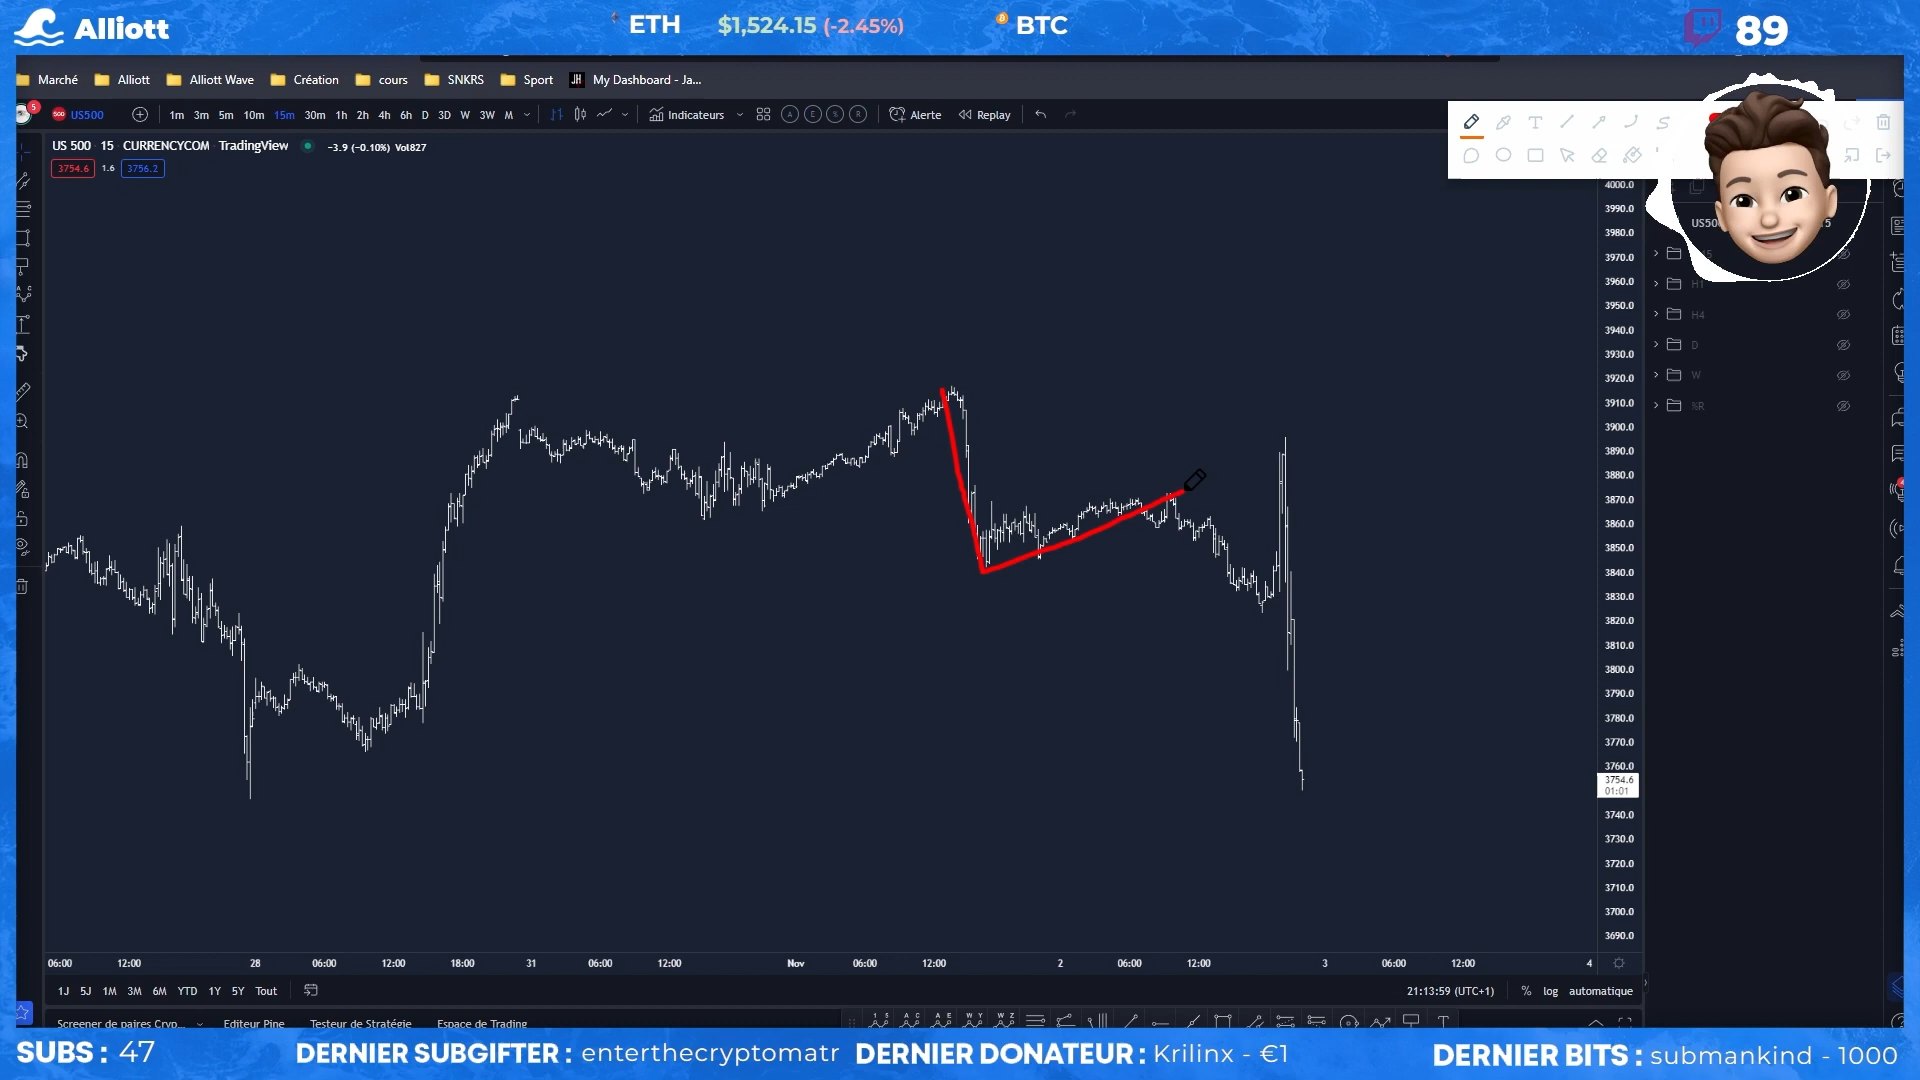 Alliott
ETH $1,524.15 (-2.45%)
BTC
89
Marché Alliott Alliott Wave Création cours SNKRS Sport JH My Dashboard - Ja...
5 500 US500 1m 3m 5m 10m 15m 30m 1h 2h 4h 6h D 3D W 3W M Indicateurs A E % R Alerte Replay
US 500 15 CURRENCYCOM TradingView −3.9 (−0.10%) Vol827
3754.6 1.6 3756.2
4000.0
3990.0
3980.0
3970.0
3960.0
3950.0
3940.0
3930.0
3920.0
3910.0
3900.0
3890.0
3880.0
3870.0
3860.0
3850.0
3840.0
3830.0
3820.0
3810.0
3800.0
3790.0
3780.0
3770.0
3760.0
3754.6
01:01
3740.0
3730.0
3720.0
3710.0
3700.0
3690.0
H1
H4
D
W
%R
06:00 12:00 28 06:00 12:00 18:00 31 06:00 12:00 Nov 06:00 12:00 2 06:00 12:00 3 06:00 12:00 4
1J 5J 1M 3M 6M YTD 1Y 5Y Tout 21:13:59 (UTC+1) % log automatique
Screener de paires Cryp... Editeur Pine Testeur de Stratégie Espace de Trading
SUBS : 47 DERNIER SUBGIFTER : enterthecryptomatr DERNIER DONATEUR : Krilinx - €1 DERNIER BITS : submankind - 1000